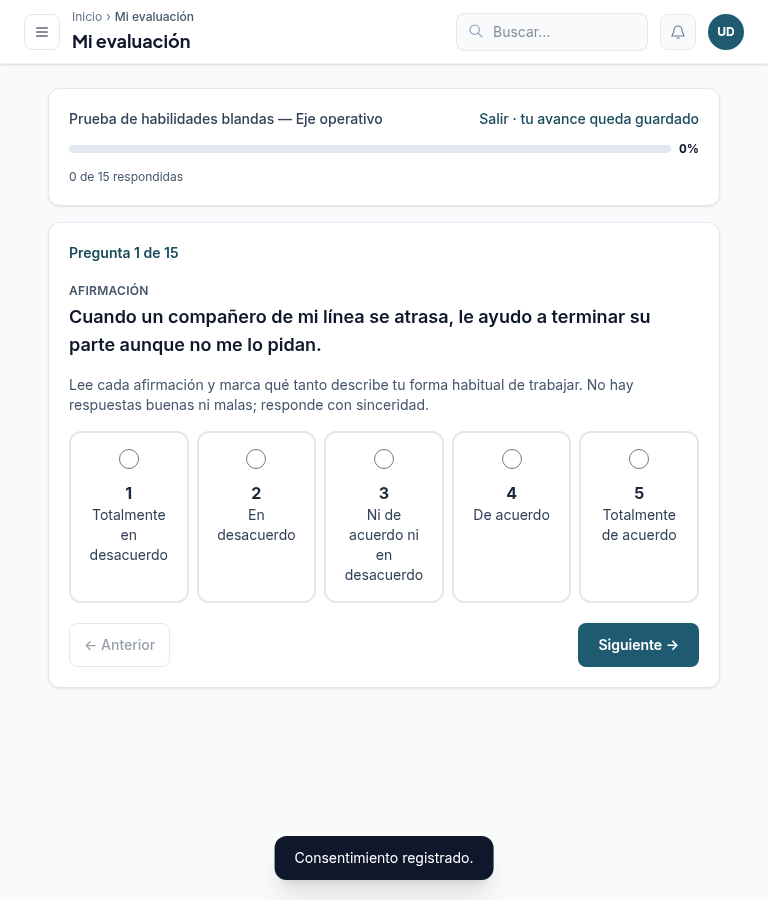 Inicio › Mi evaluación
Mi evaluación
Buscar...
UD
Prueba de habilidades blandas — Eje operativo
Salir · tu avance queda guardado
0%
0 de 15 respondidas
Pregunta 1 de 15
AFIRMACIÓN
Cuando un compañero de mi línea se atrasa, le ayudo a terminar su
parte aunque no me lo pidan.
Lee cada afirmación y marca qué tanto describe tu forma habitual de trabajar. No hay
respuestas buenas ni malas; responde con sinceridad.
1
Totalmente
en
desacuerdo
2
En
desacuerdo
3
Ni de
acuerdo ni
en
desacuerdo
4
De acuerdo
5
Totalmente
de acuerdo
← Anterior
Siguiente →
Consentimiento registrado.